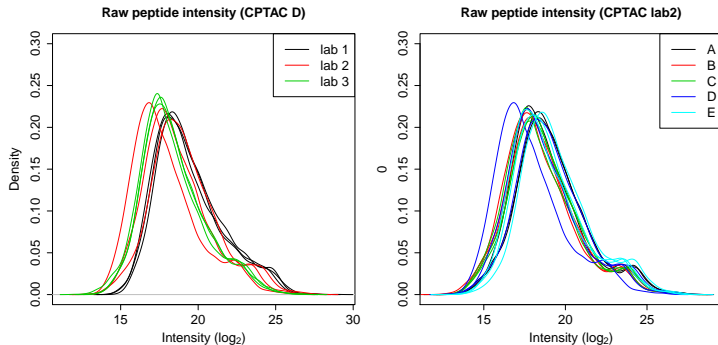 Raw peptide intensity (CPTAC D)
0.30
0.25
0.20
0.15
0.10
0.05
0.00
Density
15
20
25
30
Intensity (log2)
lab 1
lab 2
lab 3
Raw peptide intensity (CPTAC lab2)
0.30
0.25
0.20
0.15
0.10
0.05
0.00
0
15
20
25
Intensity (log2)
A
B
C
D
E